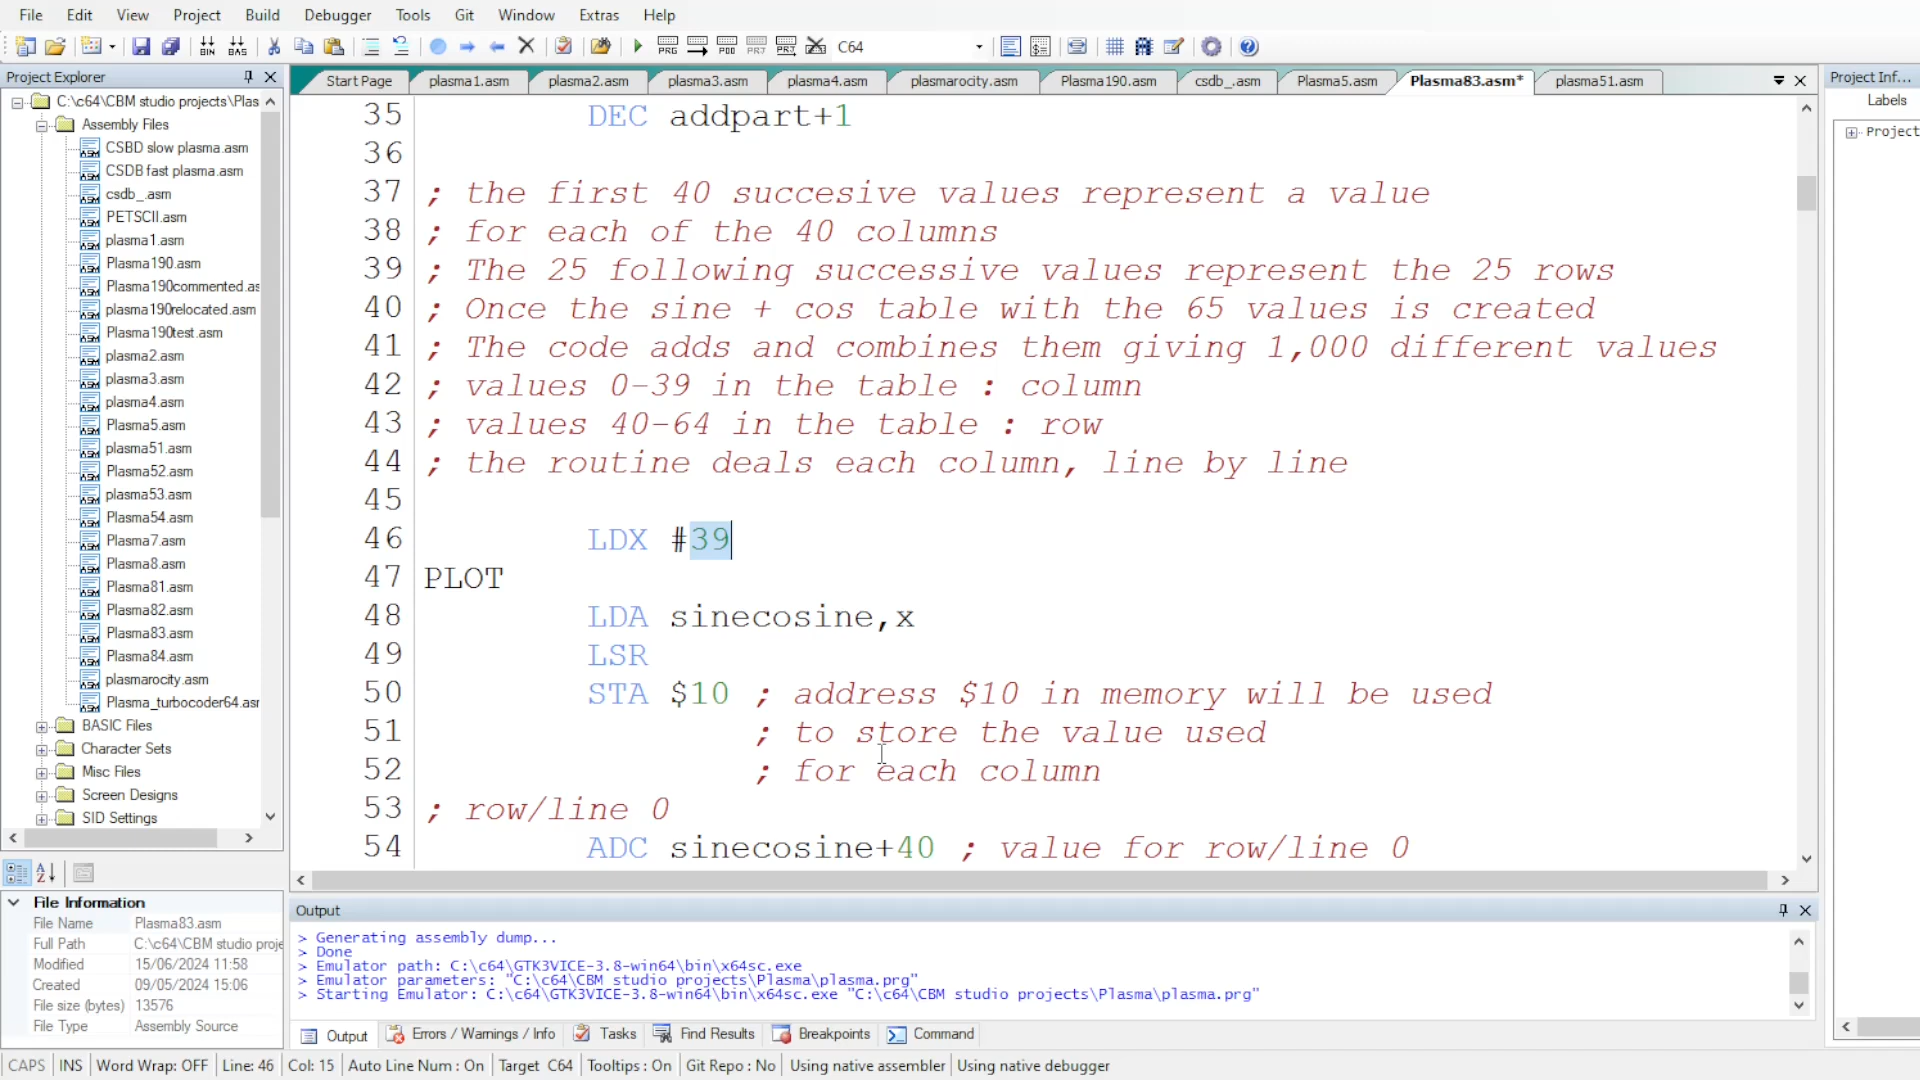 File Edit View Project Build Debugger Tools Git Window Extras Help
BIN BAS PRG PRJ C64
Project Explorer
Start Page plasma1.asm plasma2.asm plasma3.asm plasma4.asm plasmarocity.asm Plasma190.asm csdb_.asm Plasma5.asm Plasma83.asm* plasma51.asm
Project Inf...
Labels
Project
C:\c64\CBM studio projects\Plas
Assembly Files
CSBD slow plasma.asm
CSDB fast plasma.asm
csdb_.asm
PETSCII.asm
plasma1.asm
Plasma190.asm
Plasma190commented.as
plasma190relocated.asm
Plasma190test.asm
plasma2.asm
plasma3.asm
plasma4.asm
Plasma5.asm
plasma51.asm
Plasma52.asm
plasma53.asm
Plasma54.asm
Plasma7.asm
Plasma8.asm
Plasma81.asm
Plasma82.asm
Plasma83.asm
Plasma84.asm
plasmarocity.asm
Plasma_turbocoder64.asm
BASIC Files
Character Sets
Misc Files
Screen Designs
SID Settings
35 DEC addpart+1
36
37 ; the first 40 succesive values represent a value
38 ; for each of the 40 columns
39 ; The 25 following successive values represent the 25 rows
40 ; Once the sine + cos table with the 65 values is created
41 ; The code adds and combines them giving 1,000 different values
42 ; values 0-39 in the table : column
43 ; values 40-64 in the table : row
44 ; the routine deals each column, line by line
45
46 LDX #39
47 PLOT
48 LDA sinecosine,x
49 LSR
50 STA $10 ; address $10 in memory will be used
51 ; to store the value used
52 ; for each column
53 ; row/line 0
54 ADC sinecosine+40 ; value for row/line 0
File Information
File Name Plasma83.asm
Full Path C:\c64\CBM studio proje
Modified 15/06/2024 11:58
Created 09/05/2024 15:06
File size (bytes) 13576
File Type Assembly Source
Output
> Generating assembly dump...
> Done
> Emulator path: C:\c64\GTK3VICE-3.8-win64\bin\x64sc.exe
> Emulator parameters: "C:\c64\CBM studio projects\Plasma\plasma.prg"
> Starting Emulator: C:\c64\GTK3VICE-3.8-win64\bin\x64sc.exe "C:\c64\CBM studio projects\Plasma\plasma.prg"
Output Errors / Warnings / Info Tasks Find Results Breakpoints Command
CAPS INS Word Wrap: OFF Line: 46 Col: 15 Auto Line Num : On Target C64 Tooltips : On Git Repo : No Using native assembler Using native debugger